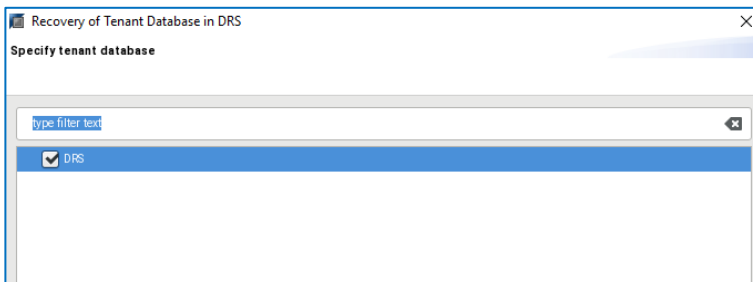 Recovery of Tenant Database in DRS
Specify tenant database
type filter text
DRS